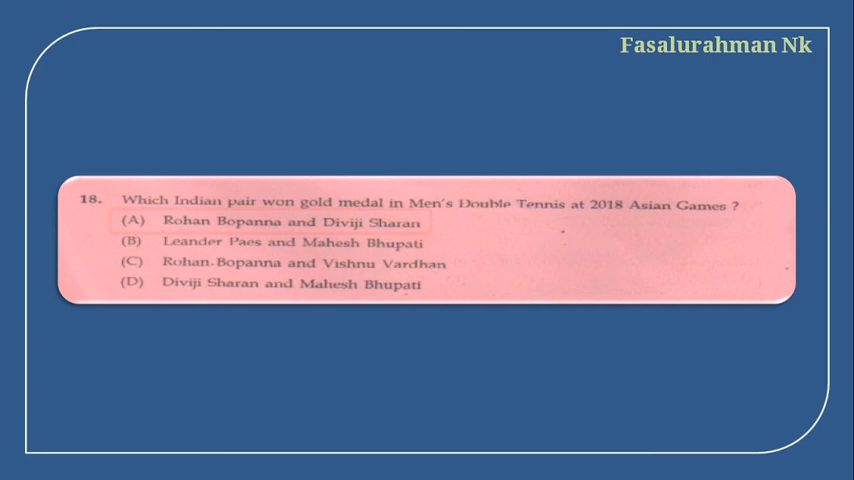 Fasalurahman Nk
18. Which Indian pair won gold medal in Men's Double Tennis at 2018 Asian Games ?
(A) Rohan Bopanna and Diviji Sharan
(B) Leander Paes and Mahesh Bhupati
(C) Rohan Bopanna and Vishnu Vardhan
(D) Diviji Sharan and Mahesh Bhupati